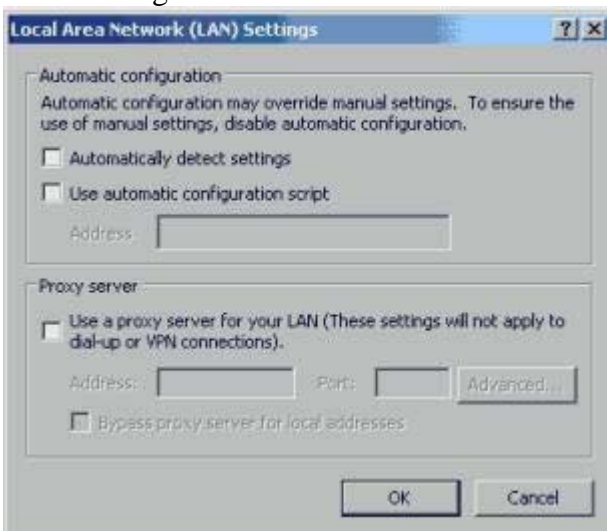 Local Area Network (LAN) Settings
Automatic configuration
Automatic configuration may override manual settings. To ensure the
use of manual settings, disable automatic configuration.
Automatically detect settings
Use automatic configuration script
Address
Proxy server
Use a proxy server for your LAN (These settings will not apply to
dial-up or VPN connections).
Address: Port: Advanced...
Bypass proxy server for local addresses
OK Cancel